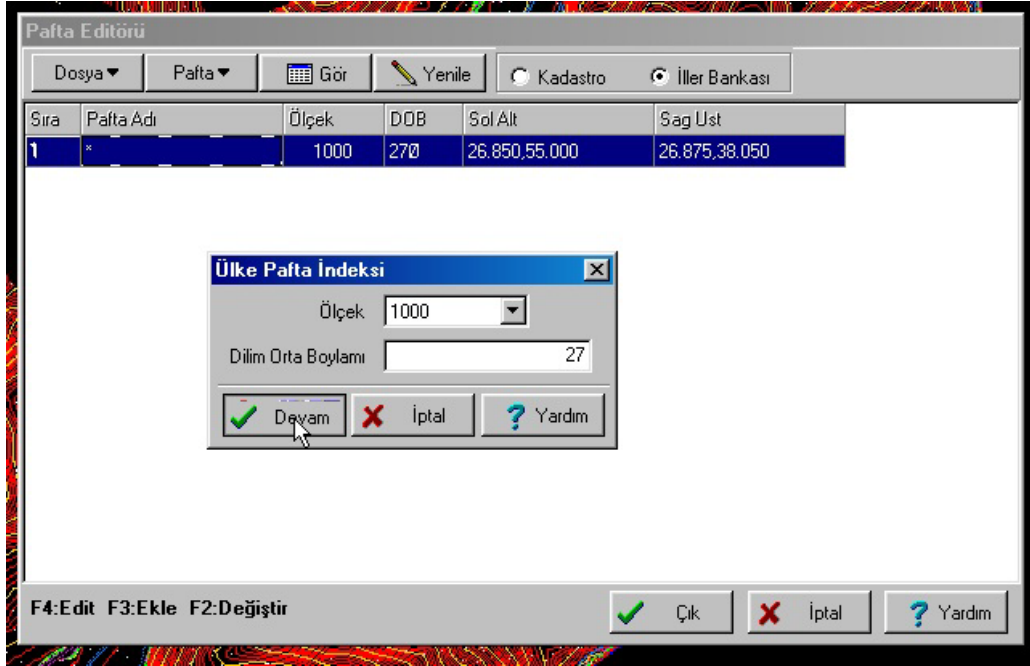 Pafta Editörü
Dosya Pafta Gör Yenile Kadastro İller Bankası
Sıra Pafta Adı Ölçek DOB Sol Alt Sag Ust
1 * 1000 270 26.850,55.000 26.875,38.050
Ülke Pafta İndeksi
Ölçek 1000
Dilim Orta Boylamı 27
Devam İptal ? Yardım
F4:Edit F3:Ekle F2:Değiştir Çık İptal ? Yardım